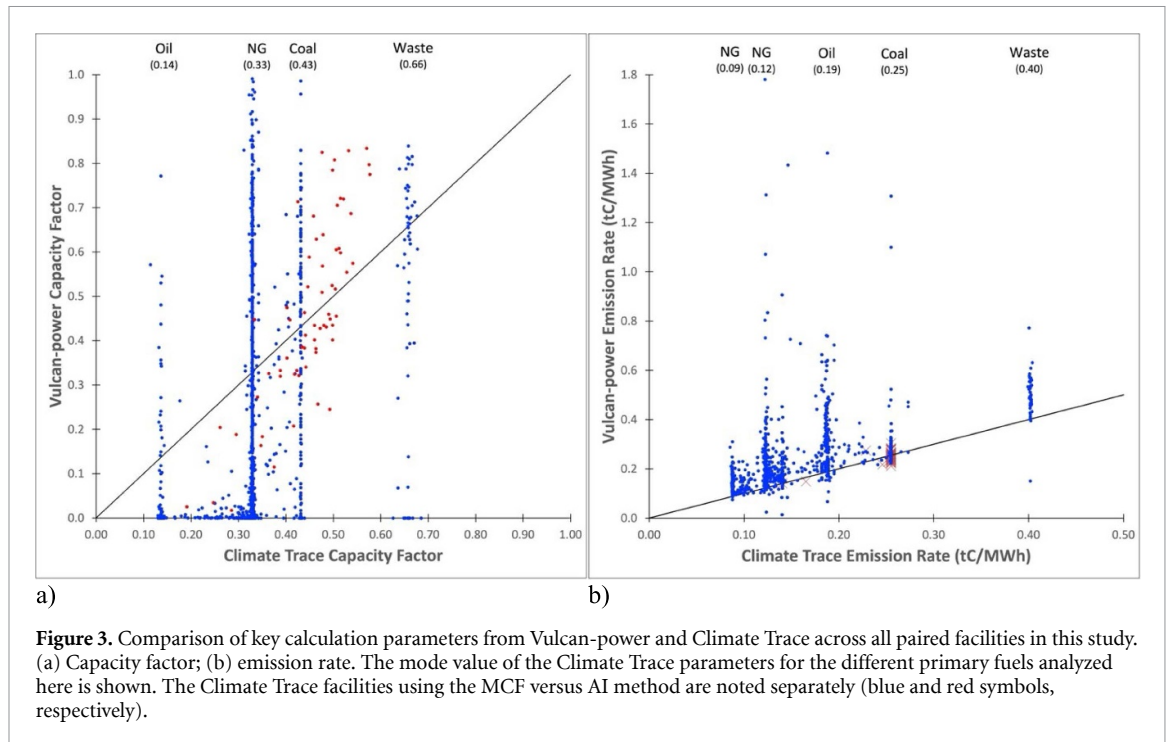 Oil NG Coal Waste
(0.14) (0.33) (0.43) (0.66)
1.0
0.9
0.8
0.7
0.6
0.5
0.4
0.3
0.2
0.1
0.0
Vulcan-power Capacity Factor
0.00 0.10 0.20 0.30 0.40 0.50 0.60 0.70 0.80 0.90 1.00
Climate Trace Capacity Factor
a)
NG NG Oil Coal Waste
(0.09) (0.12) (0.19) (0.25) (0.40)
1.8
1.6
1.4
1.2
1.0
0.8
0.6
0.4
0.2
0.0
Vulcan-power Emission Rate (tC/MWh)
0.00 0.10 0.20 0.30 0.40 0.50
Climate Trace Emission Rate (tC/MWh)
b)
Figure 3. Comparison of key calculation parameters from Vulcan-power and Climate Trace across all paired facilities in this study.
(a) Capacity factor; (b) emission rate. The mode value of the Climate Trace parameters for the different primary fuels analyzed
here is shown. The Climate Trace facilities using the MCF versus AI method are noted separately (blue and red symbols,
respectively).